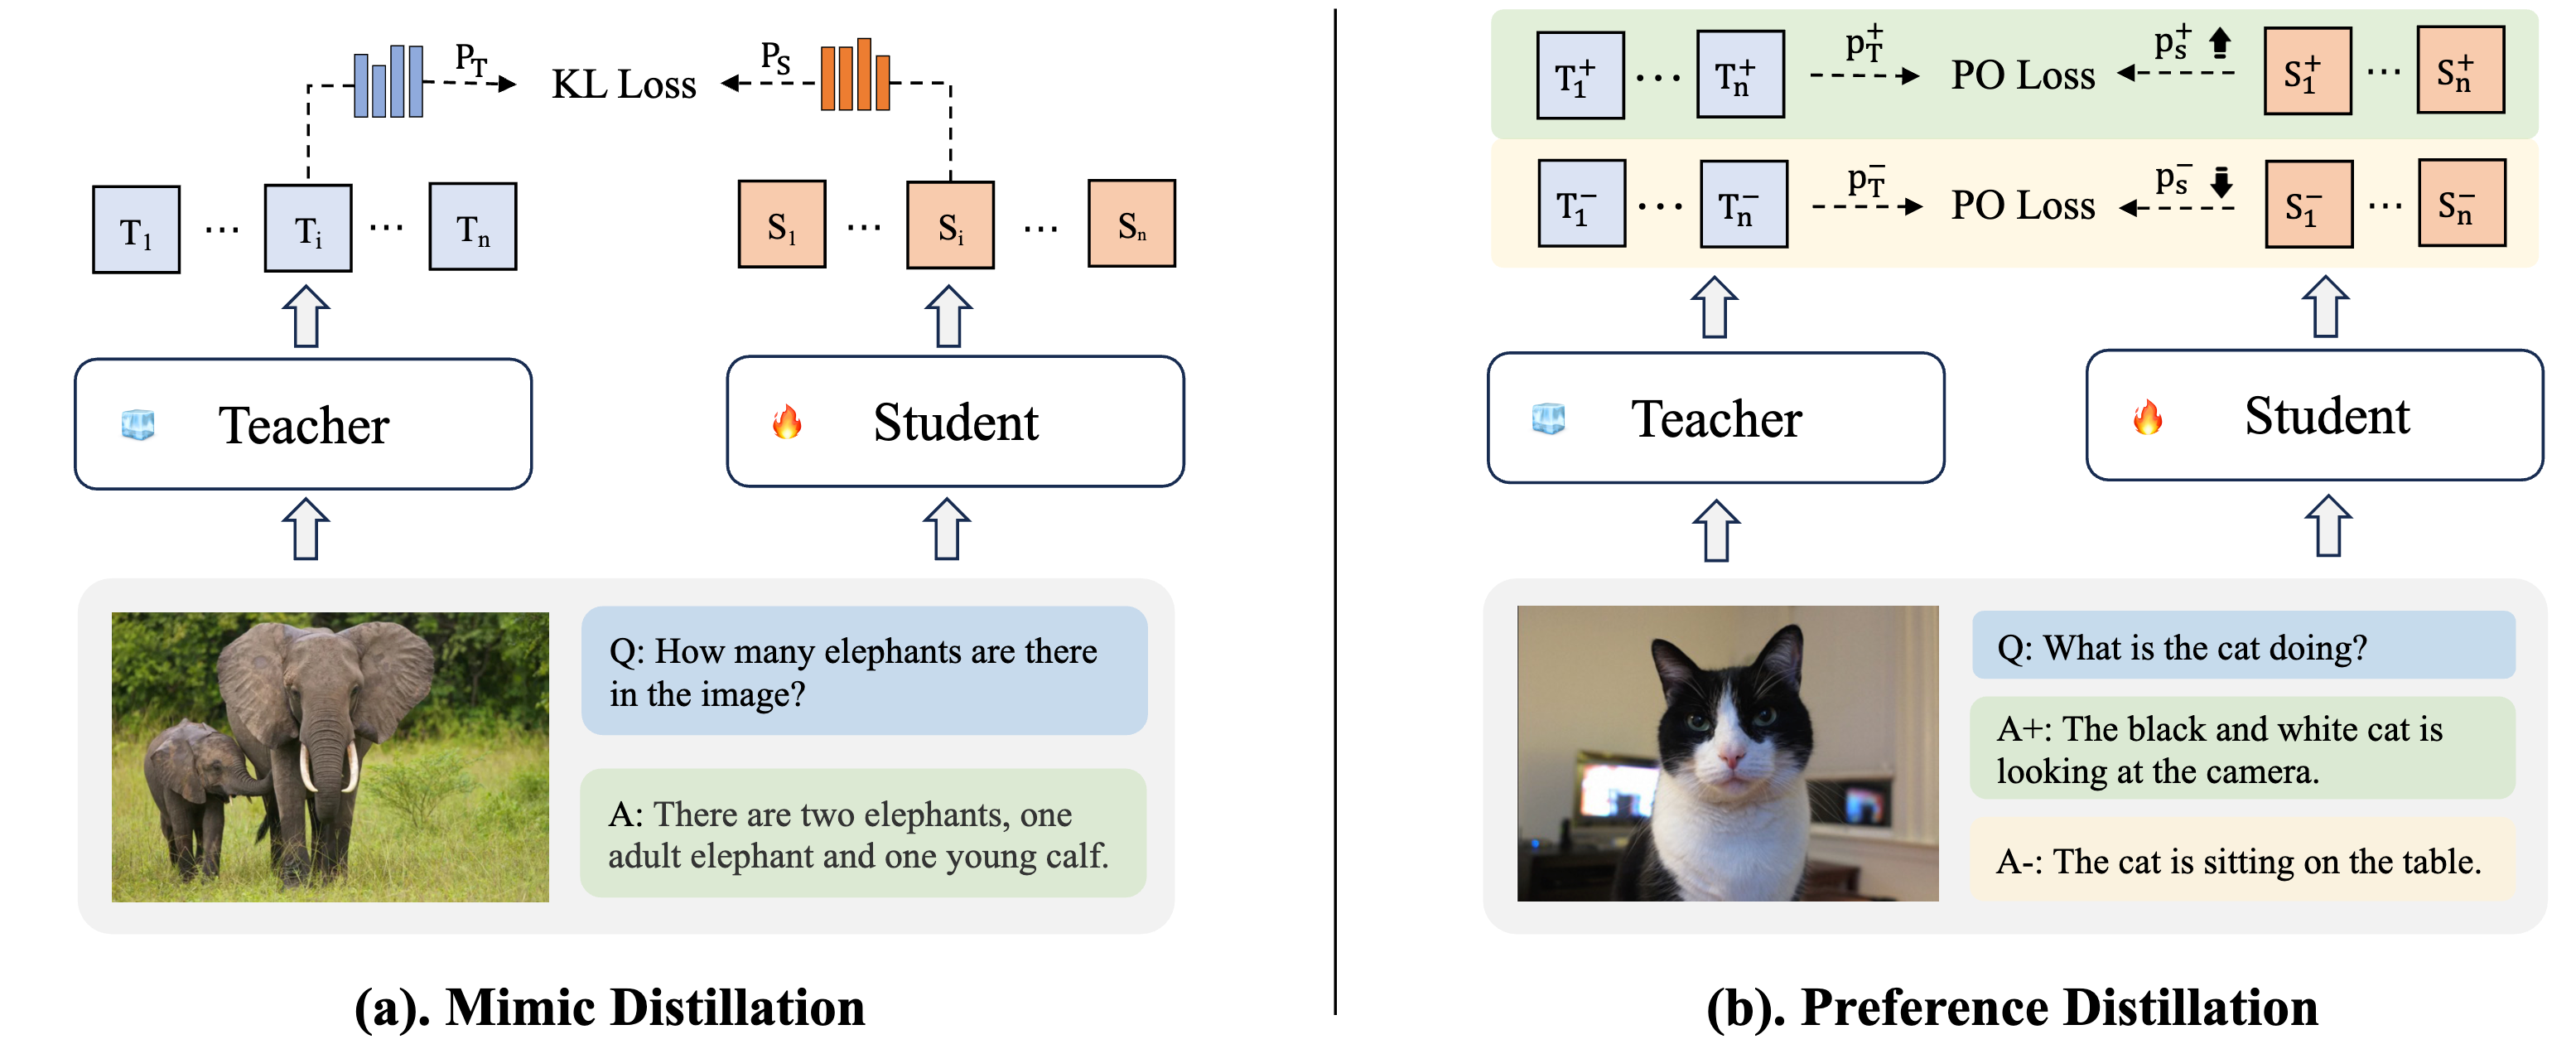 P_T KL Loss P_S
T_1 ... T_i ... T_n
S_1 ... S_i ... S_n
Teacher
Student
Q: How many elephants are there
in the image?
A: There are two elephants, one
adult elephant and one young calf.
(a). Mimic Distillation
T_1^+ ... T_n^+ p_T^+ PO Loss p_s^+ S_1^+ ... S_n^+
T_1^- ... T_n^- p_T^- PO Loss p_s^- S_1^- ... S_n^-
Teacher
Student
Q: What is the cat doing?
A+: The black and white cat is
looking at the camera.
A-: The cat is sitting on the table.
(b). Preference Distillation